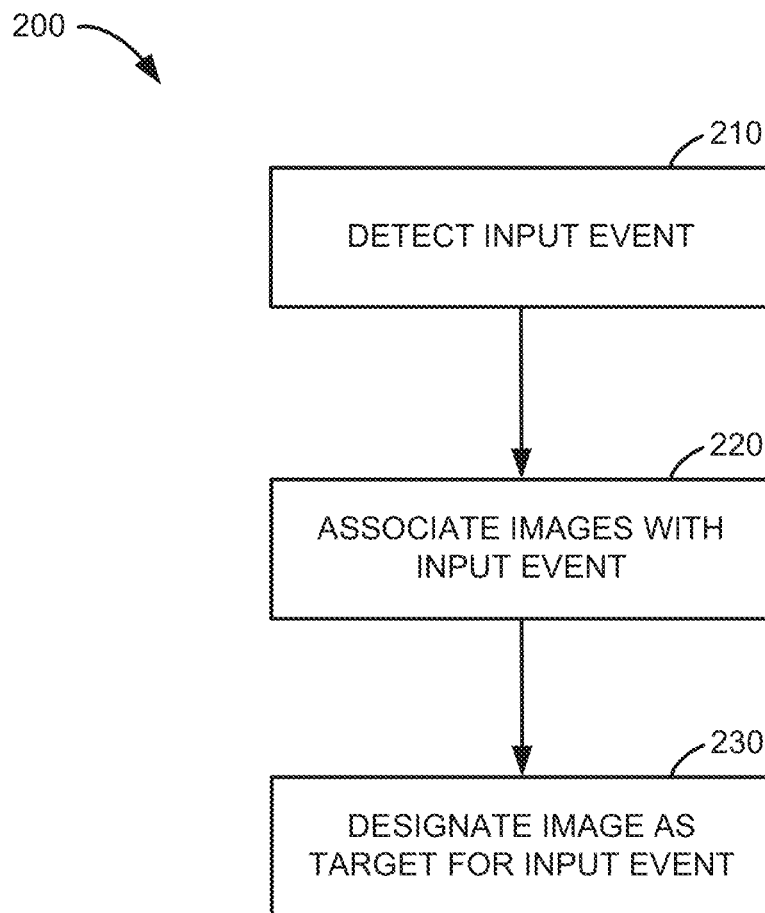 200
210
DETECT INPUT EVENT
220
ASSOCIATE IMAGES WITH
INPUT EVENT
230
DESIGNATE IMAGE AS
TARGET FOR INPUT EVENT